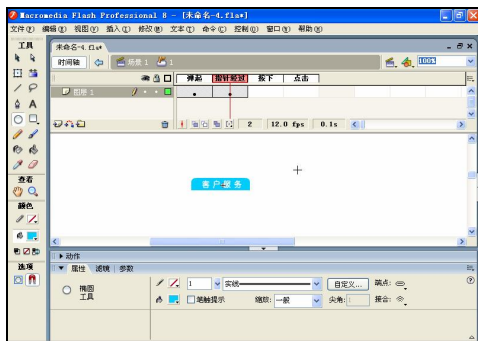 Macromedia Flash Professional 8 - [未命名-4.fla*]
文件(F) 编辑(E) 视图(V) 插入(I) 修改(M) 文本(T) 命令(C) 控制(O) 窗口(W) 帮助(H)
工具
未命名-4.fla*
时间轴 场景 1 1 100%
弹起 指针经过 按下 点击
图层 1
2 12.0 fps 0.1s
查看
客户服务
颜色
动作
选项
属性 滤镜 参数
椭圆工具
1 实线 自定义... 端点:
笔触提示 缩放: 一般 尖角: 接合: